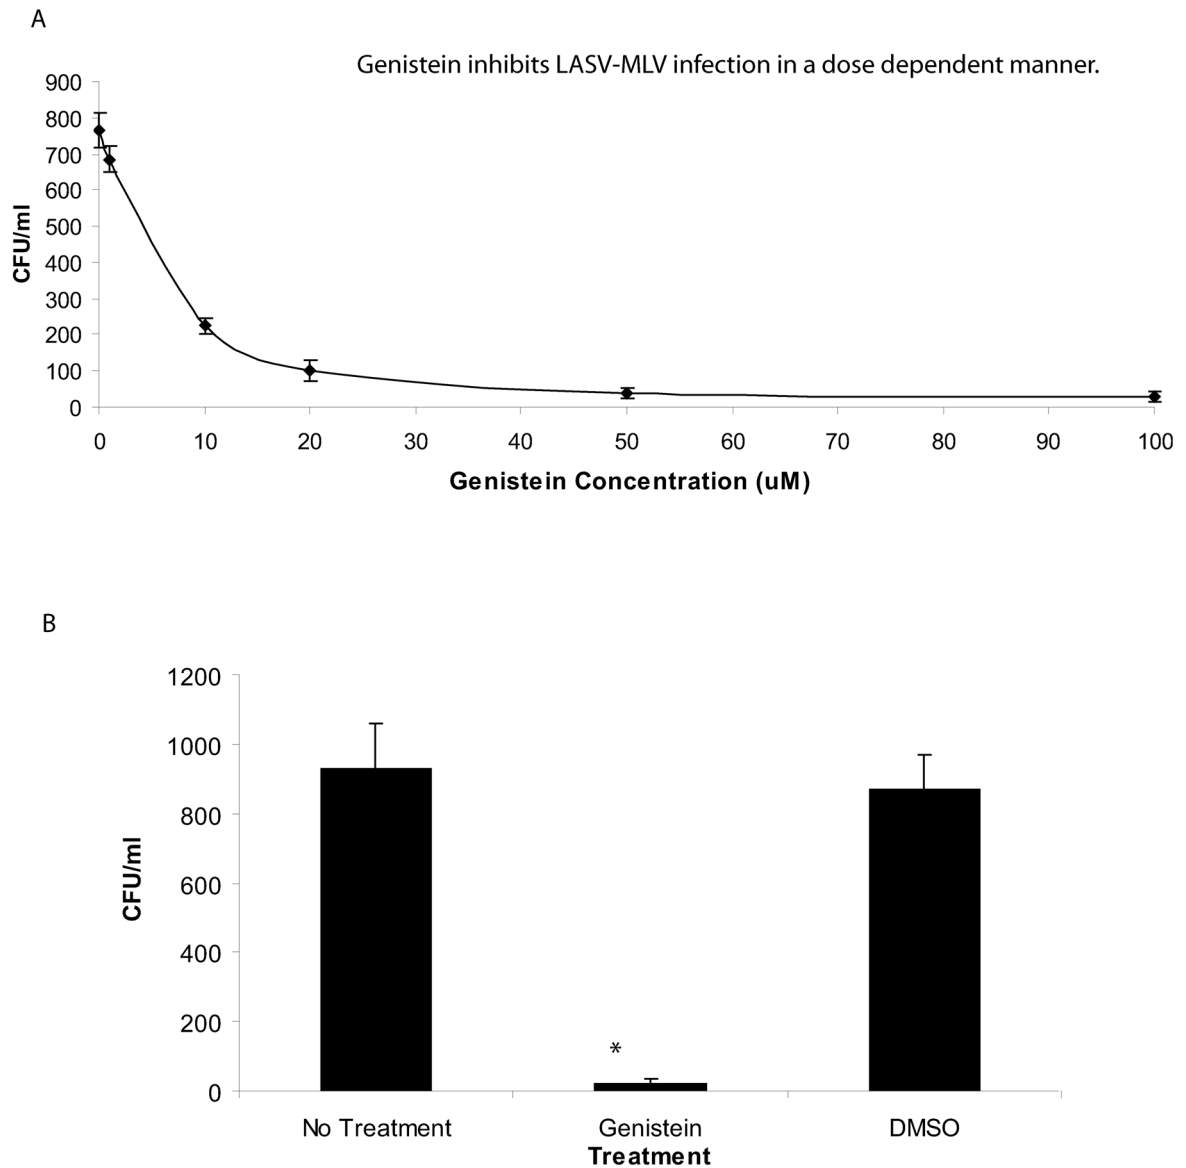 A
Genistein inhibits LASV-MLV infection in a dose dependent manner.
900
800
700
600
500
400
300
200
100
0
CFU/ml
0 10 20 30 40 50 60 70 80 90 100
Genistein Concentration (uM)
B
1200
1000
800
600
400
200
0
CFU/ml
*
No Treatment Genistein DMSO
Treatment